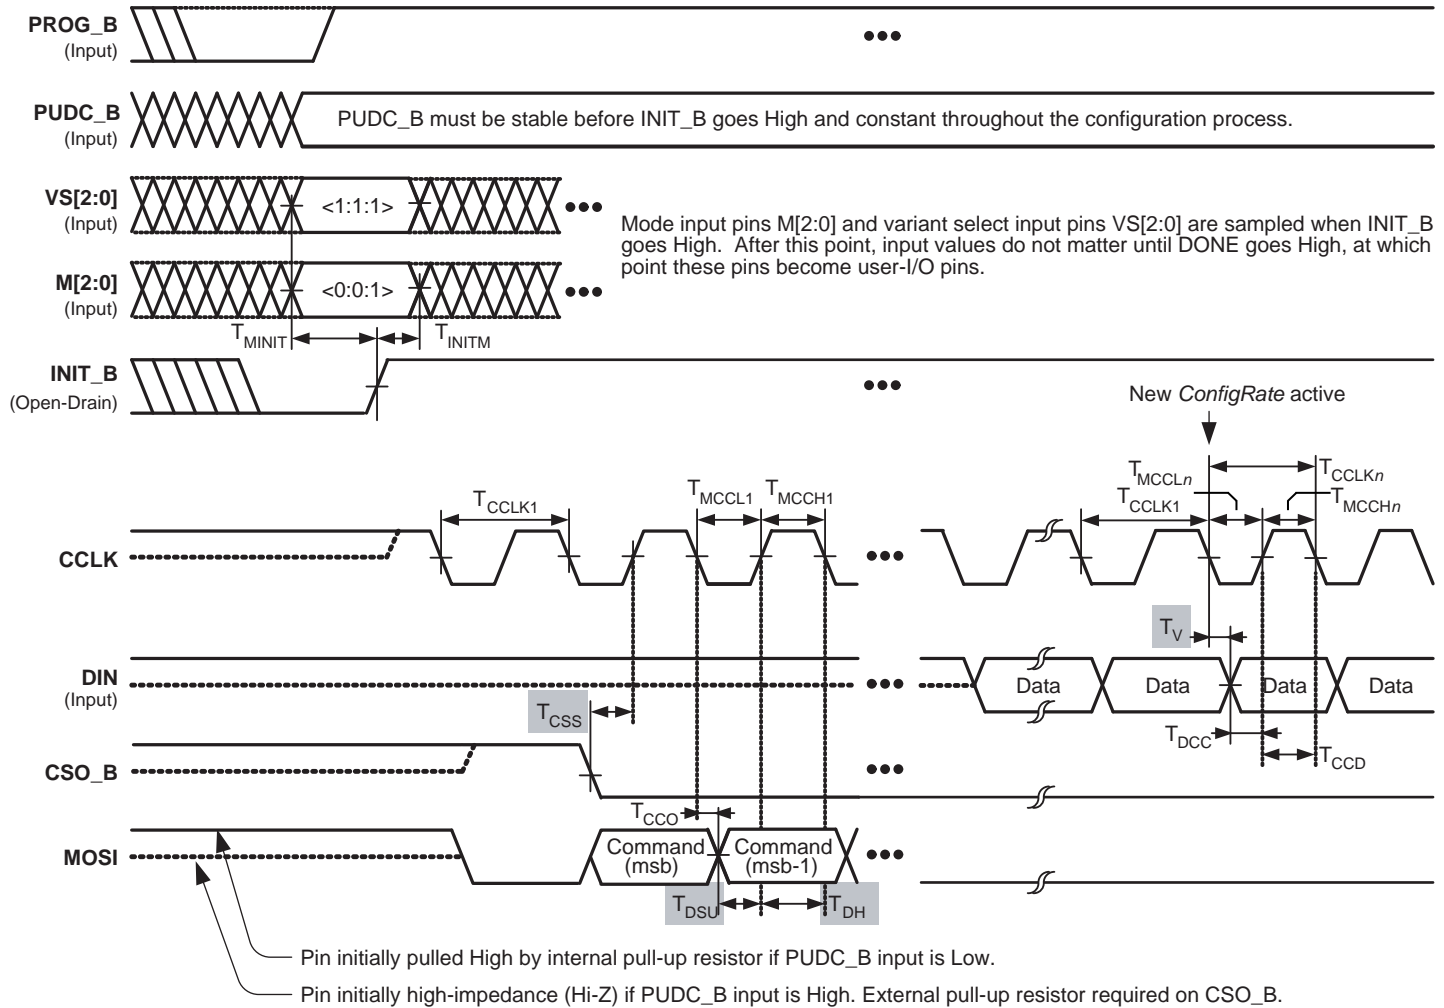 PROG_B
(Input)
PUDC_B
(Input)
PUDC_B must be stable before INIT_B goes High and constant throughout the configuration process.
VS[2:0]
(Input)
<1:1:1>
Mode input pins M[2:0] and variant select input pins VS[2:0] are sampled when INIT_B
goes High. After this point, input values do not matter until DONE goes High, at which
point these pins become user-I/O pins.
M[2:0]
(Input)
<0:0:1>
TMINIT
TINITM
INIT_B
(Open-Drain)
New ConfigRate active
TMCCLn
TCCLKn
TCCLK1
TMCCL1
TMCCH1
TCCLK1
TMCCHn
CCLK
TV
DIN
(Input)
Data
Data
Data
Data
TCSS
TDCC
TCCD
CSO_B
TCCO
MOSI
Command
(msb)
Command
(msb-1)
TDSU
TDH
Pin initially pulled High by internal pull-up resistor if PUDC_B input is Low.
Pin initially high-impedance (Hi-Z) if PUDC_B input is High. External pull-up resistor required on CSO_B.